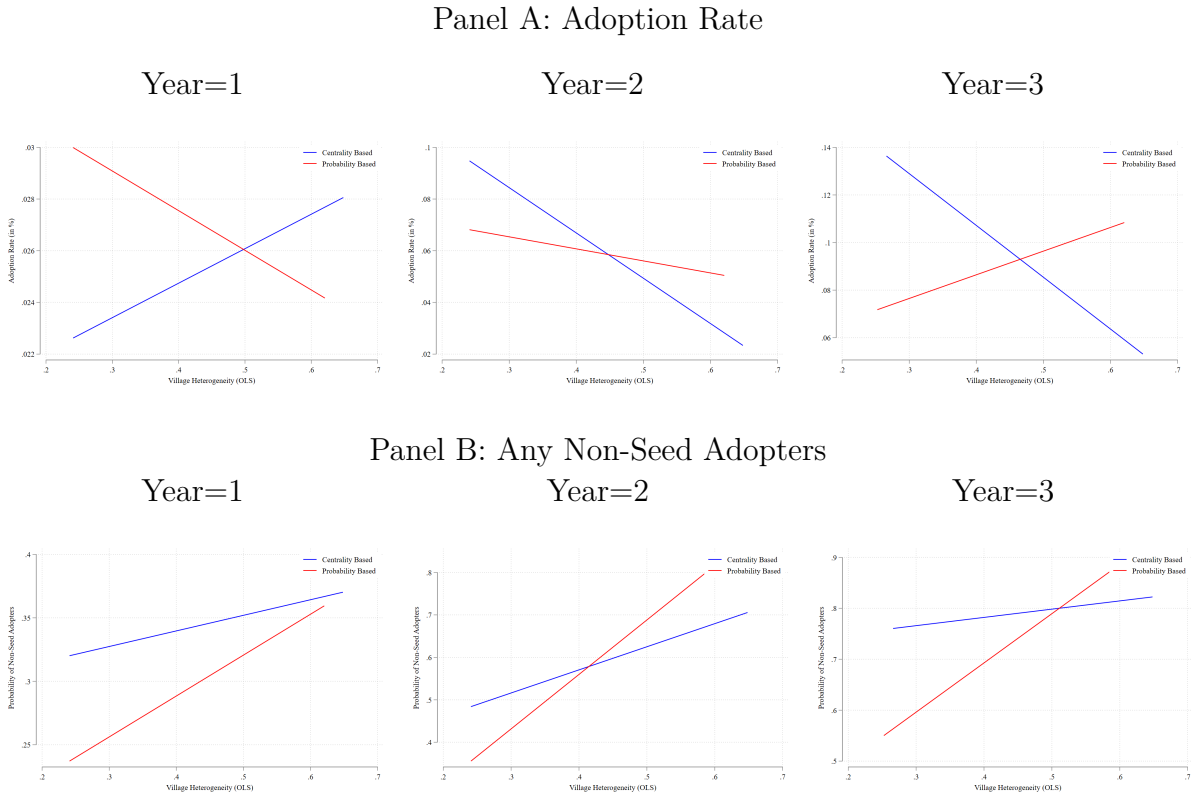 Panel A: Adoption Rate
Year=1
Year=2
Year=3
Centrality Based
Probability Based
Adoption Rate (in %)
.03
.028
.026
.024
.022
.2 .3 .4 .5 .6 .7
Village Heterogeneity (OLS)
Centrality Based
Probability Based
Adoption Rate (in %)
.1
.08
.06
.04
.02
.2 .3 .4 .5 .6 .7
Village Heterogeneity (OLS)
Centrality Based
Probability Based
Adoption Rate (in %)
.14
.12
.1
.08
.06
.2 .3 .4 .5 .6 .7
Village Heterogeneity (OLS)
Panel B: Any Non-Seed Adopters
Year=1
Year=2
Year=3
Centrality Based
Probability Based
Probability of Non-Seed Adopters
.4
.35
.3
.25
.2 .3 .4 .5 .6 .7
Village Heterogeneity (OLS)
Centrality Based
Probability Based
Probability of Non-Seed Adopters
.8
.7
.6
.5
.4
.2 .3 .4 .5 .6 .7
Village Heterogeneity (OLS)
Centrality Based
Probability Based
Probability of Non-Seed Adopters
.9
.8
.7
.6
.5
.2 .3 .4 .5 .6 .7
Village Heterogeneity (OLS)